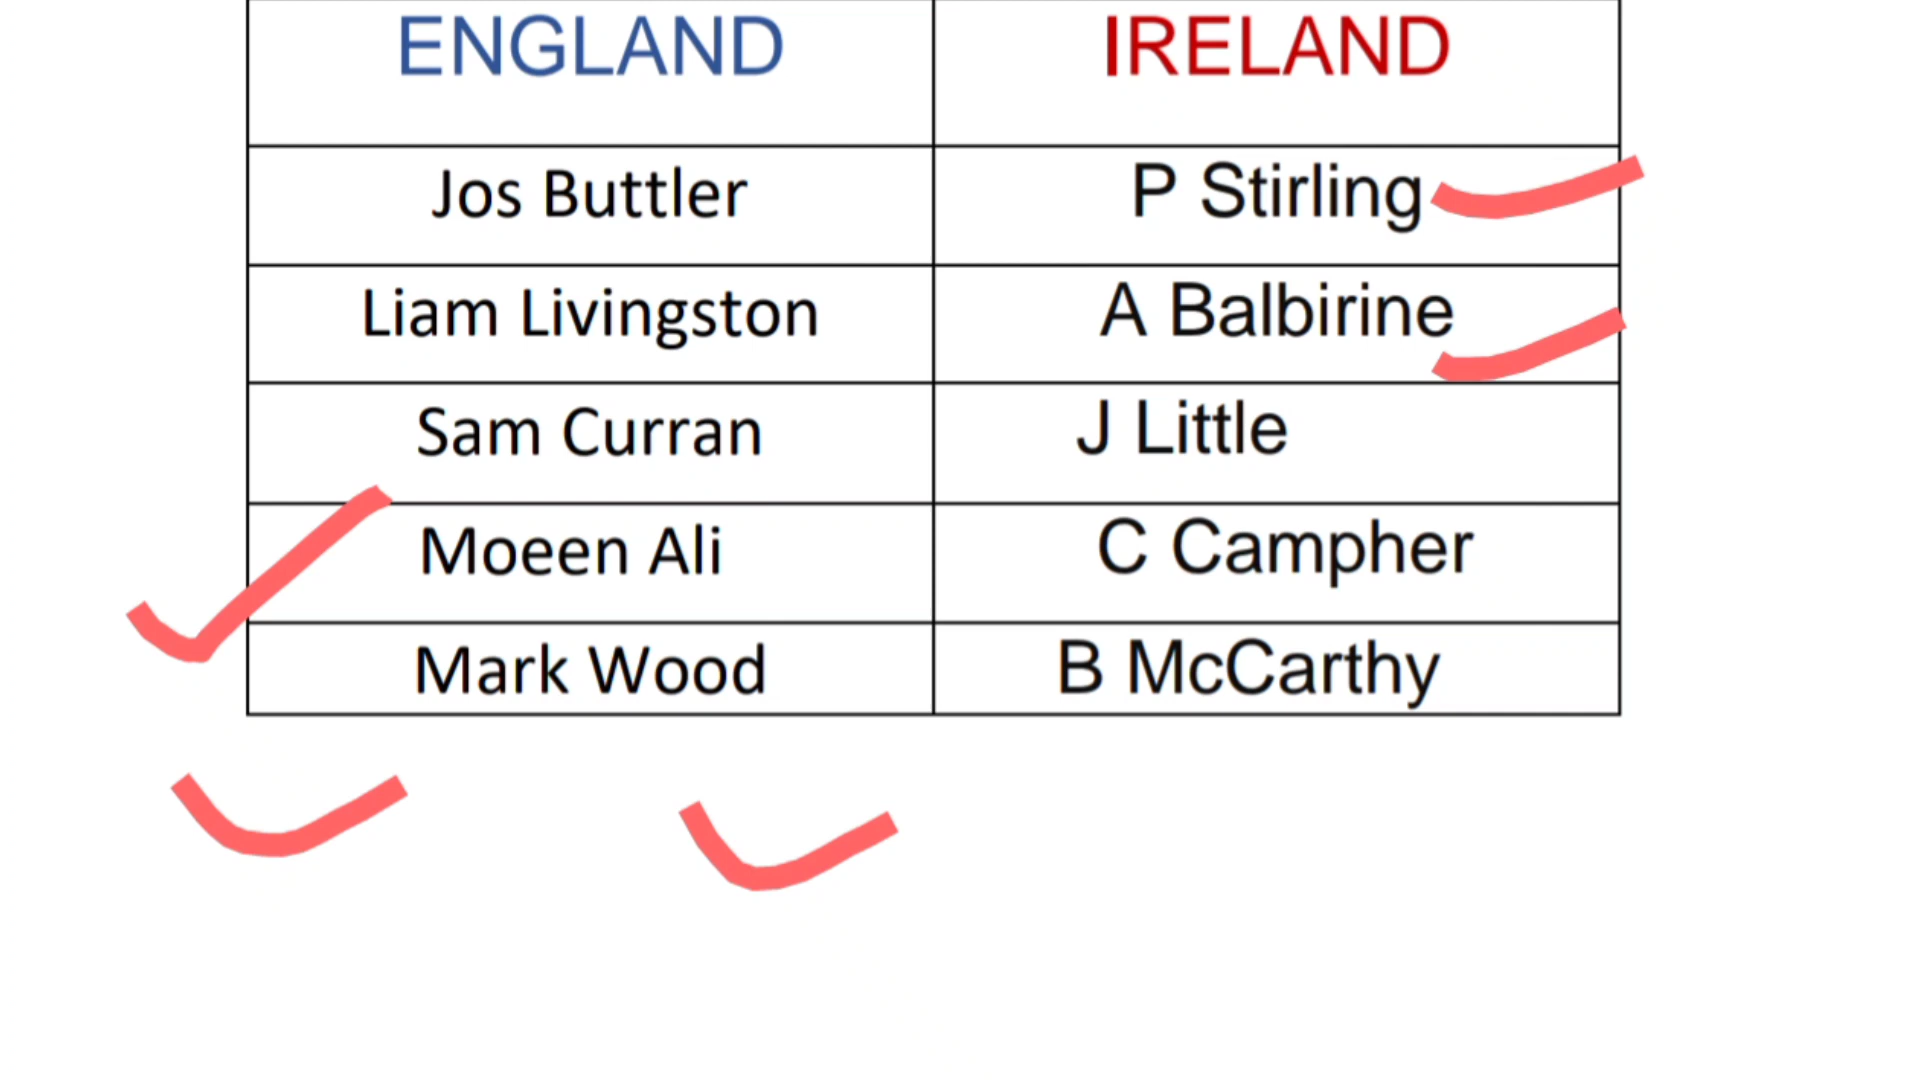 ENGLAND IRELAND
Jos Buttler P Stirling
Liam Livingston A Balbirine
Sam Curran J Little
Moeen Ali C Campher
Mark Wood B McCarthy